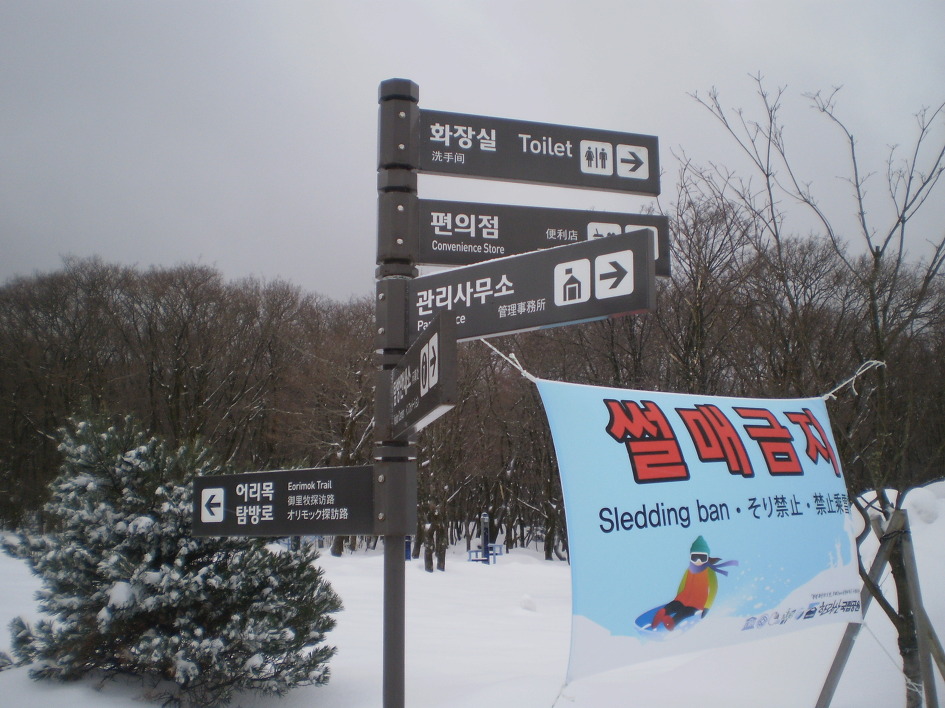 화장실 Toilet
洗手间
편의점 便利店
Convenience Store
관리사무소
管理事務所
어리목 Eorimok Trail
탐방로 御里牧探访路
オリモック探訪路
썰매금지
Sledding ban · そり禁止 · 禁止乘雪